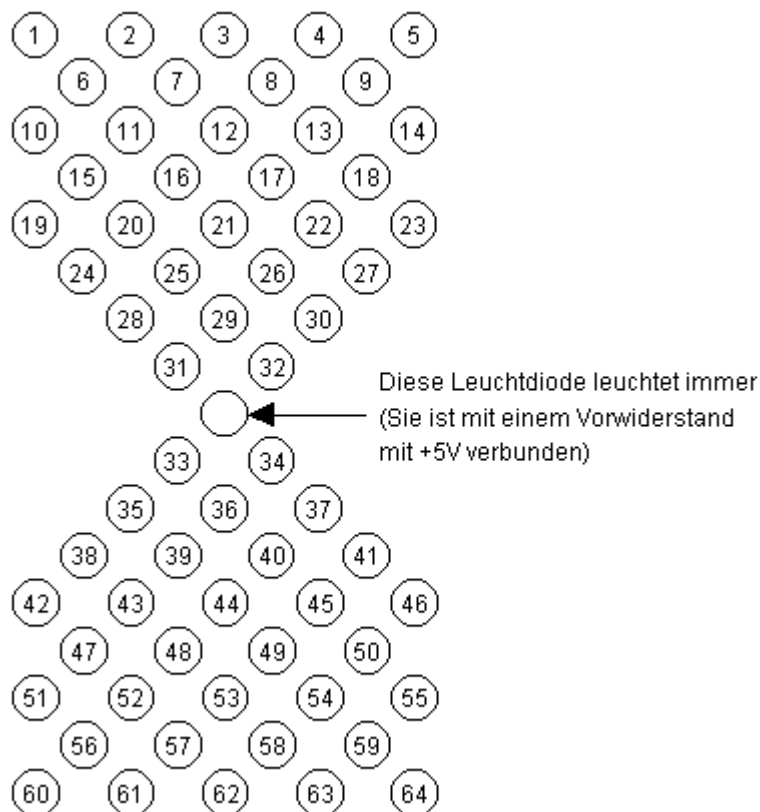 1 2 3 4 5
6 7 8 9
10 11 12 13 14
15 16 17 18
19 20 21 22 23
24 25 26 27
28 29 30
31 32
Diese Leuchtdiode leuchtet immer
(Sie ist mit einem Vorwiderstand
mit +5V verbunden)
33 34
35 36 37
38 39 40 41
42 43 44 45 46
47 48 49 50
51 52 53 54 55
56 57 58 59
60 61 62 63 64